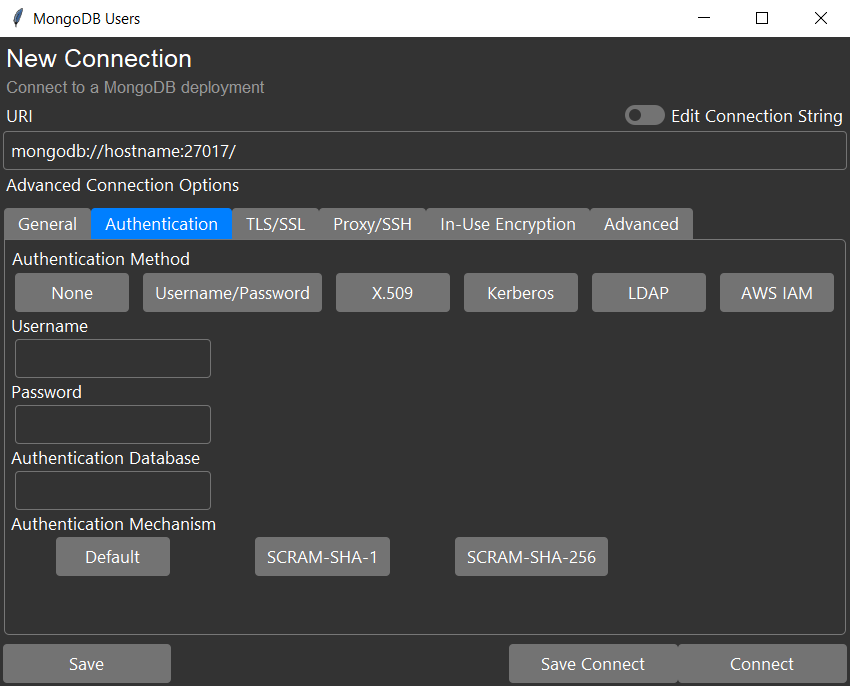 MongoDB Users
New Connection
Connect to a MongoDB deployment
URI
Edit Connection String
mongodb://hostname:27017/
Advanced Connection Options
General Authentication TLS/SSL Proxy/SSH In-Use Encryption Advanced
Authentication Method
None Username/Password X.509 Kerberos LDAP AWS IAM
Username
Password
Authentication Database
Authentication Mechanism
Default SCRAM-SHA-1 SCRAM-SHA-256
Save Save Connect Connect